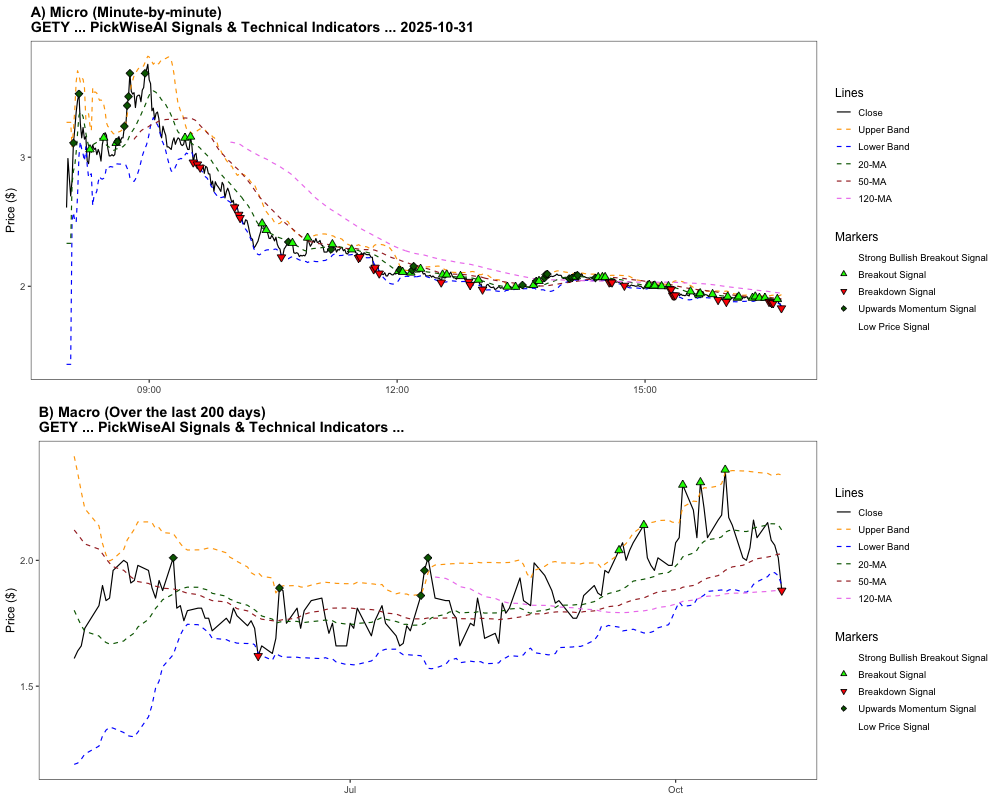 A) Micro (Minute-by-minute)
GETY ... PickWiseAI Signals & Technical Indicators ... 2025-10-31
Price ($)
3
2
09:00
12:00
15:00
Lines
Close
Upper Band
Lower Band
20-MA
50-MA
120-MA
Markers
Strong Bullish Breakout Signal
Breakout Signal
Breakdown Signal
Upwards Momentum Signal
Low Price Signal
B) Macro (Over the last 200 days)
GETY ... PickWiseAI Signals & Technical Indicators ...
Price ($)
2.0
1.5
Jul
Oct
Lines
Close
Upper Band
Lower Band
20-MA
50-MA
120-MA
Markers
Strong Bullish Breakout Signal
Breakout Signal
Breakdown Signal
Upwards Momentum Signal
Low Price Signal